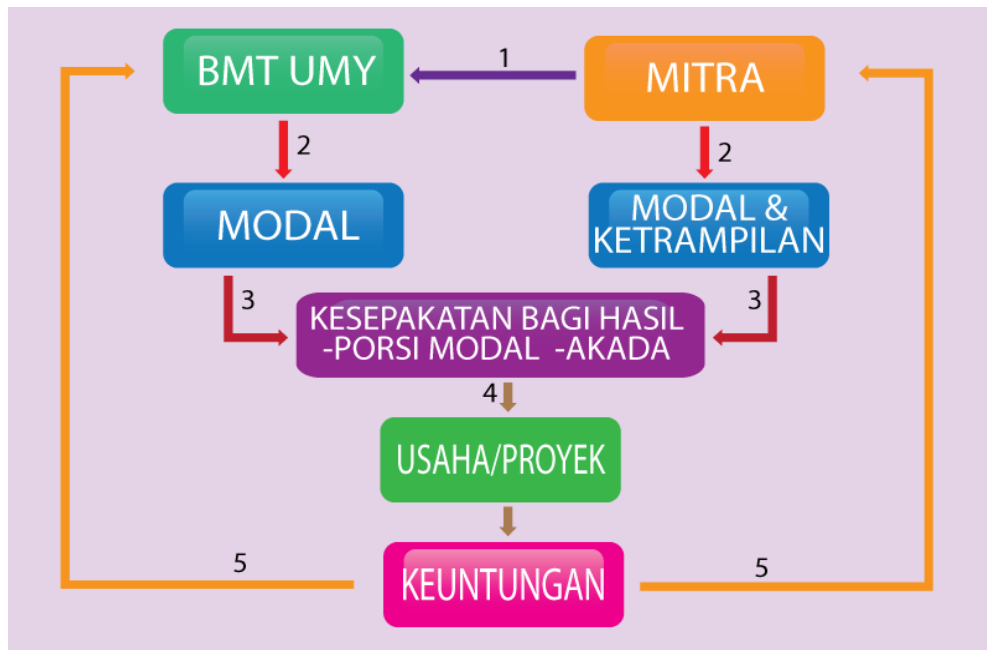 BMT UMY
1
MITRA
2
2
MODAL
MODAL &
KETRAMPILAN
3
3
KESEPAKATAN BAGI HASIL
-PORSI MODAL -AKADA
4
USAHA/PROYEK
5
KEUNTUNGAN
5